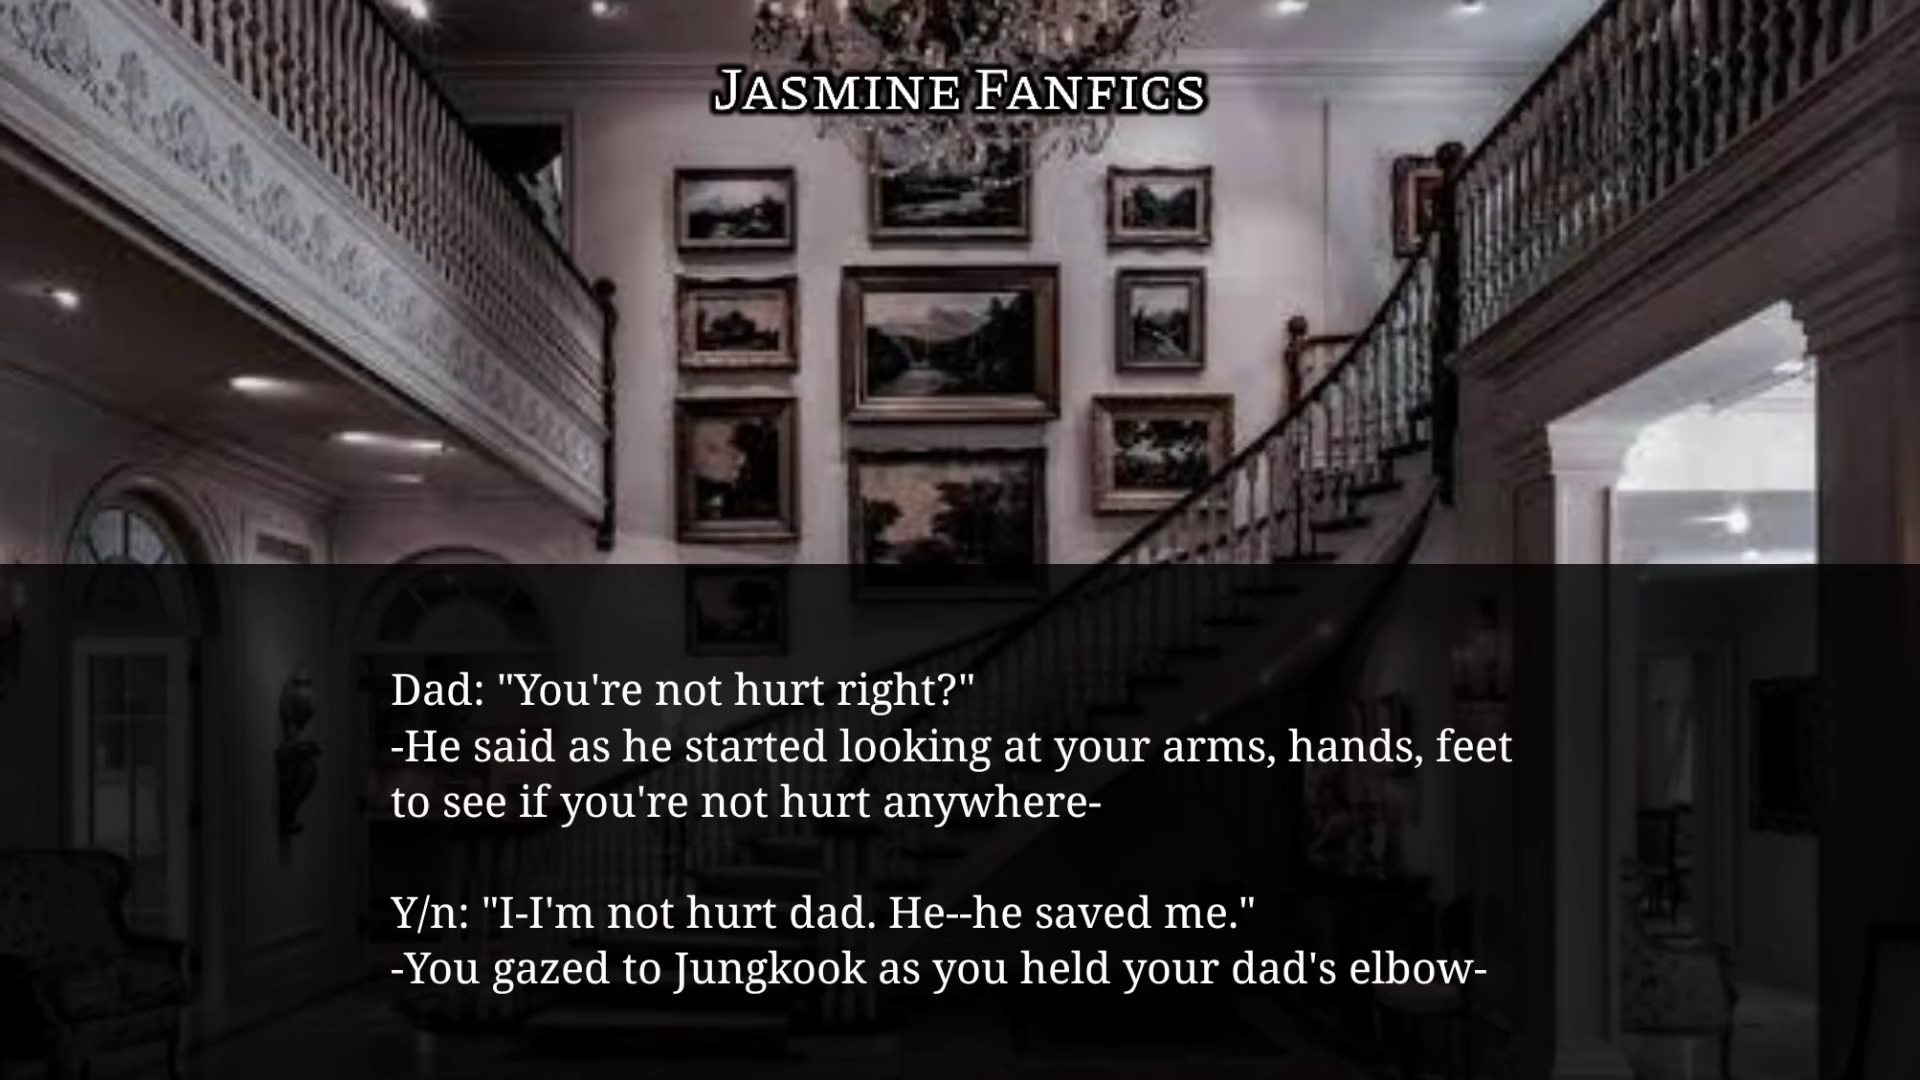 Jasmine Fanfics
Dad: "You're not hurt right?"
-He said as he started looking at your arms, hands, feet
to see if you're not hurt anywhere-
Y/n: "I-I'm not hurt dad. He--he saved me."
-You gazed to Jungkook as you held your dad's elbow-